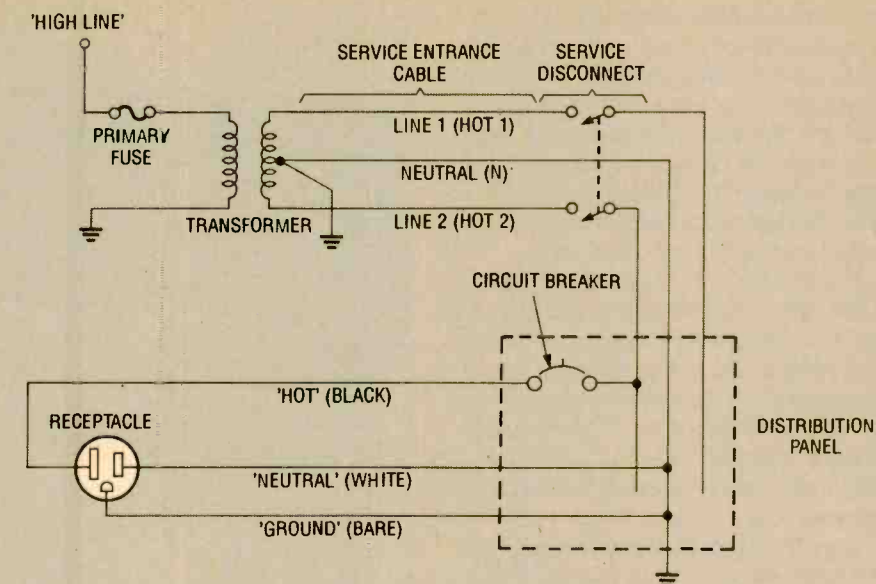 'HIGH LINE'
SERVICE ENTRANCE
CABLE
SERVICE
DISCONNECT
PRIMARY
FUSE
LINE 1 (HOT 1)
NEUTRAL (N)
TRANSFORMER
LINE 2 (HOT 2)
CIRCUIT BREAKER
'HOT' (BLACK)
RECEPTACLE
DISTRIBUTION
PANEL
'NEUTRAL' (WHITE)
'GROUND' (BARE)